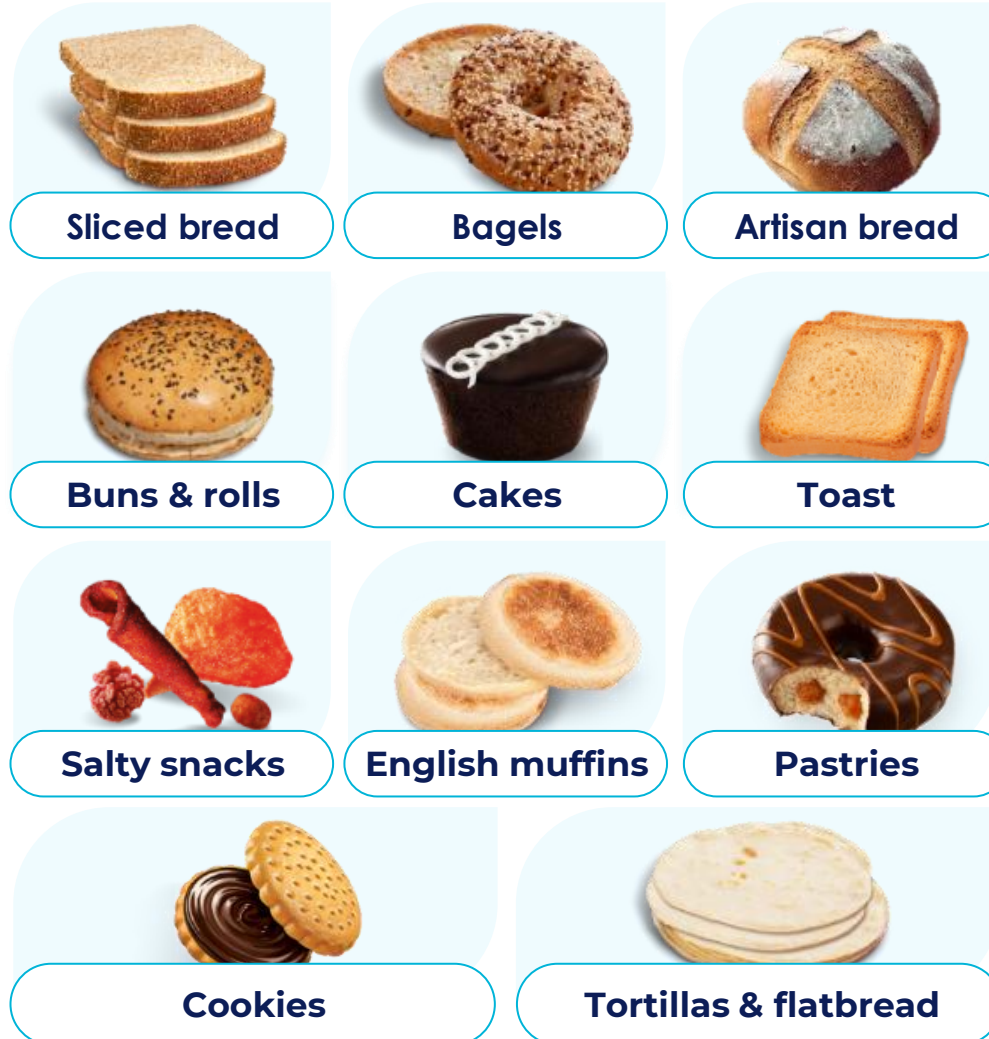 Sliced bread
Bagels
Artisan bread
Buns & rolls
Cakes
Toast
Salty snacks
English muffins
Pastries
Cookies
Tortillas & flatbread